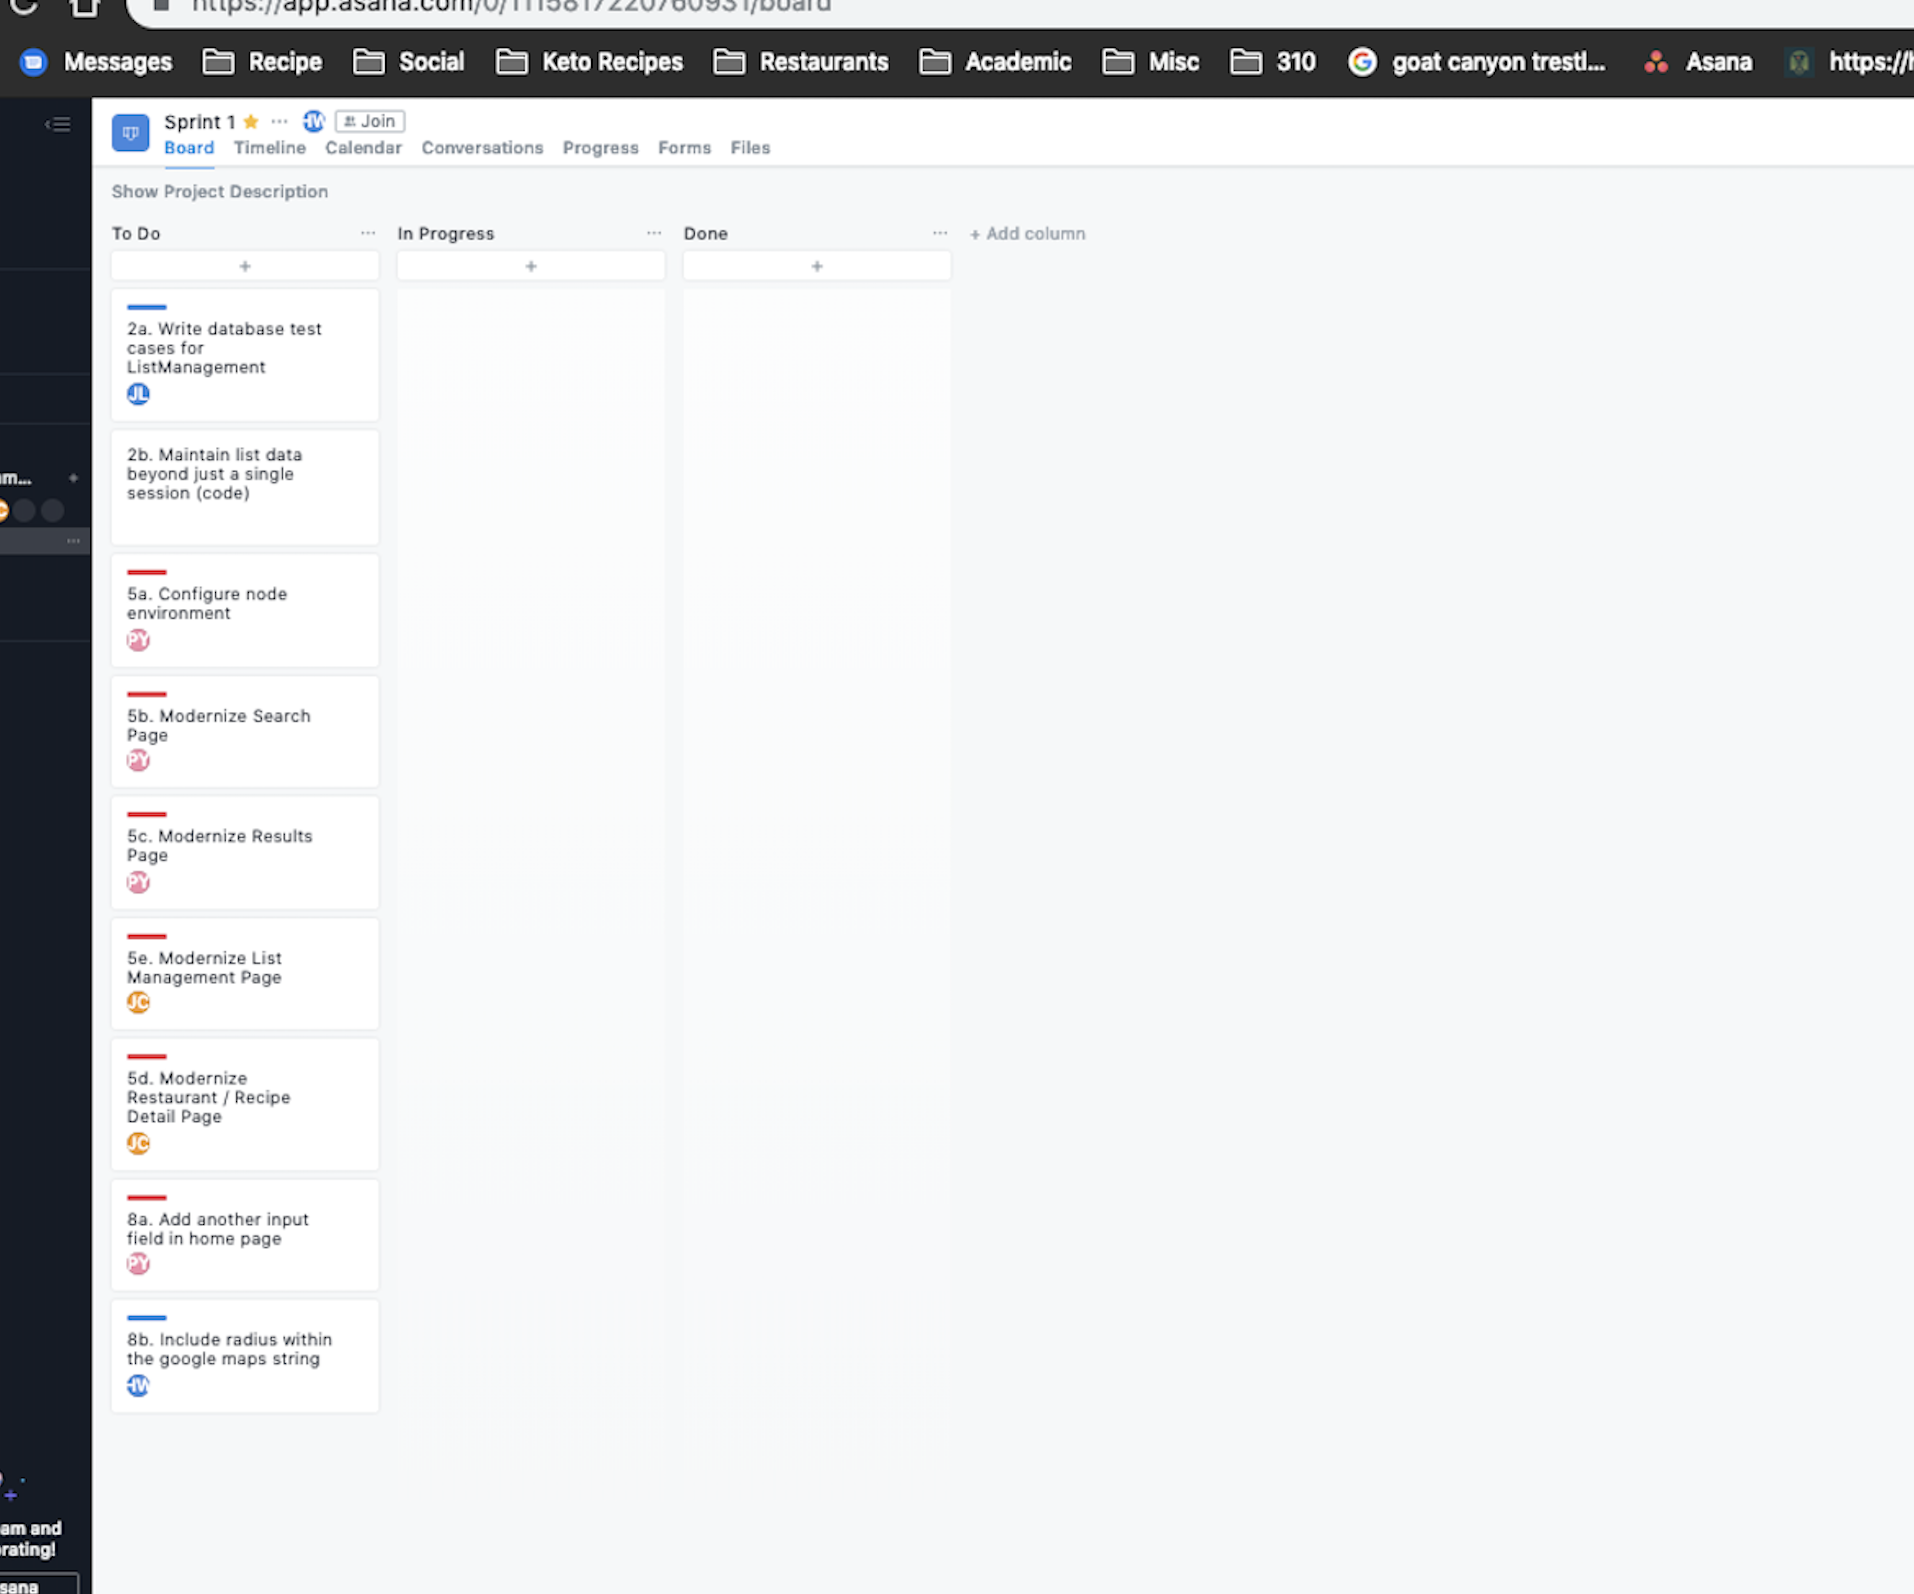 https://app.asana.com/0/1115817220760931/board
Messages Recipe Social Keto Recipes Restaurants Academic Misc 310 goat canyon trestl... Asana https://h
Sprint 1 ... Join
Board Timeline Calendar Conversations Progress Forms Files
Show Project Description
To Do ... In Progress ... Done ... + Add column
+ + +
2a. Write database test
cases for
ListManagement
JL
2b. Maintain list data
beyond just a single
session (code)
5a. Configure node
environment
PY
5b. Modernize Search
Page
PY
5c. Modernize Results
Page
PY
5e. Modernize List
Management Page
JC
5d. Modernize
Restaurant / Recipe
Detail Page
JC
8a. Add another input
field in home page
PY
8b. Include radius within
the google maps string
HW
m... +
...
am and
rating!
sana